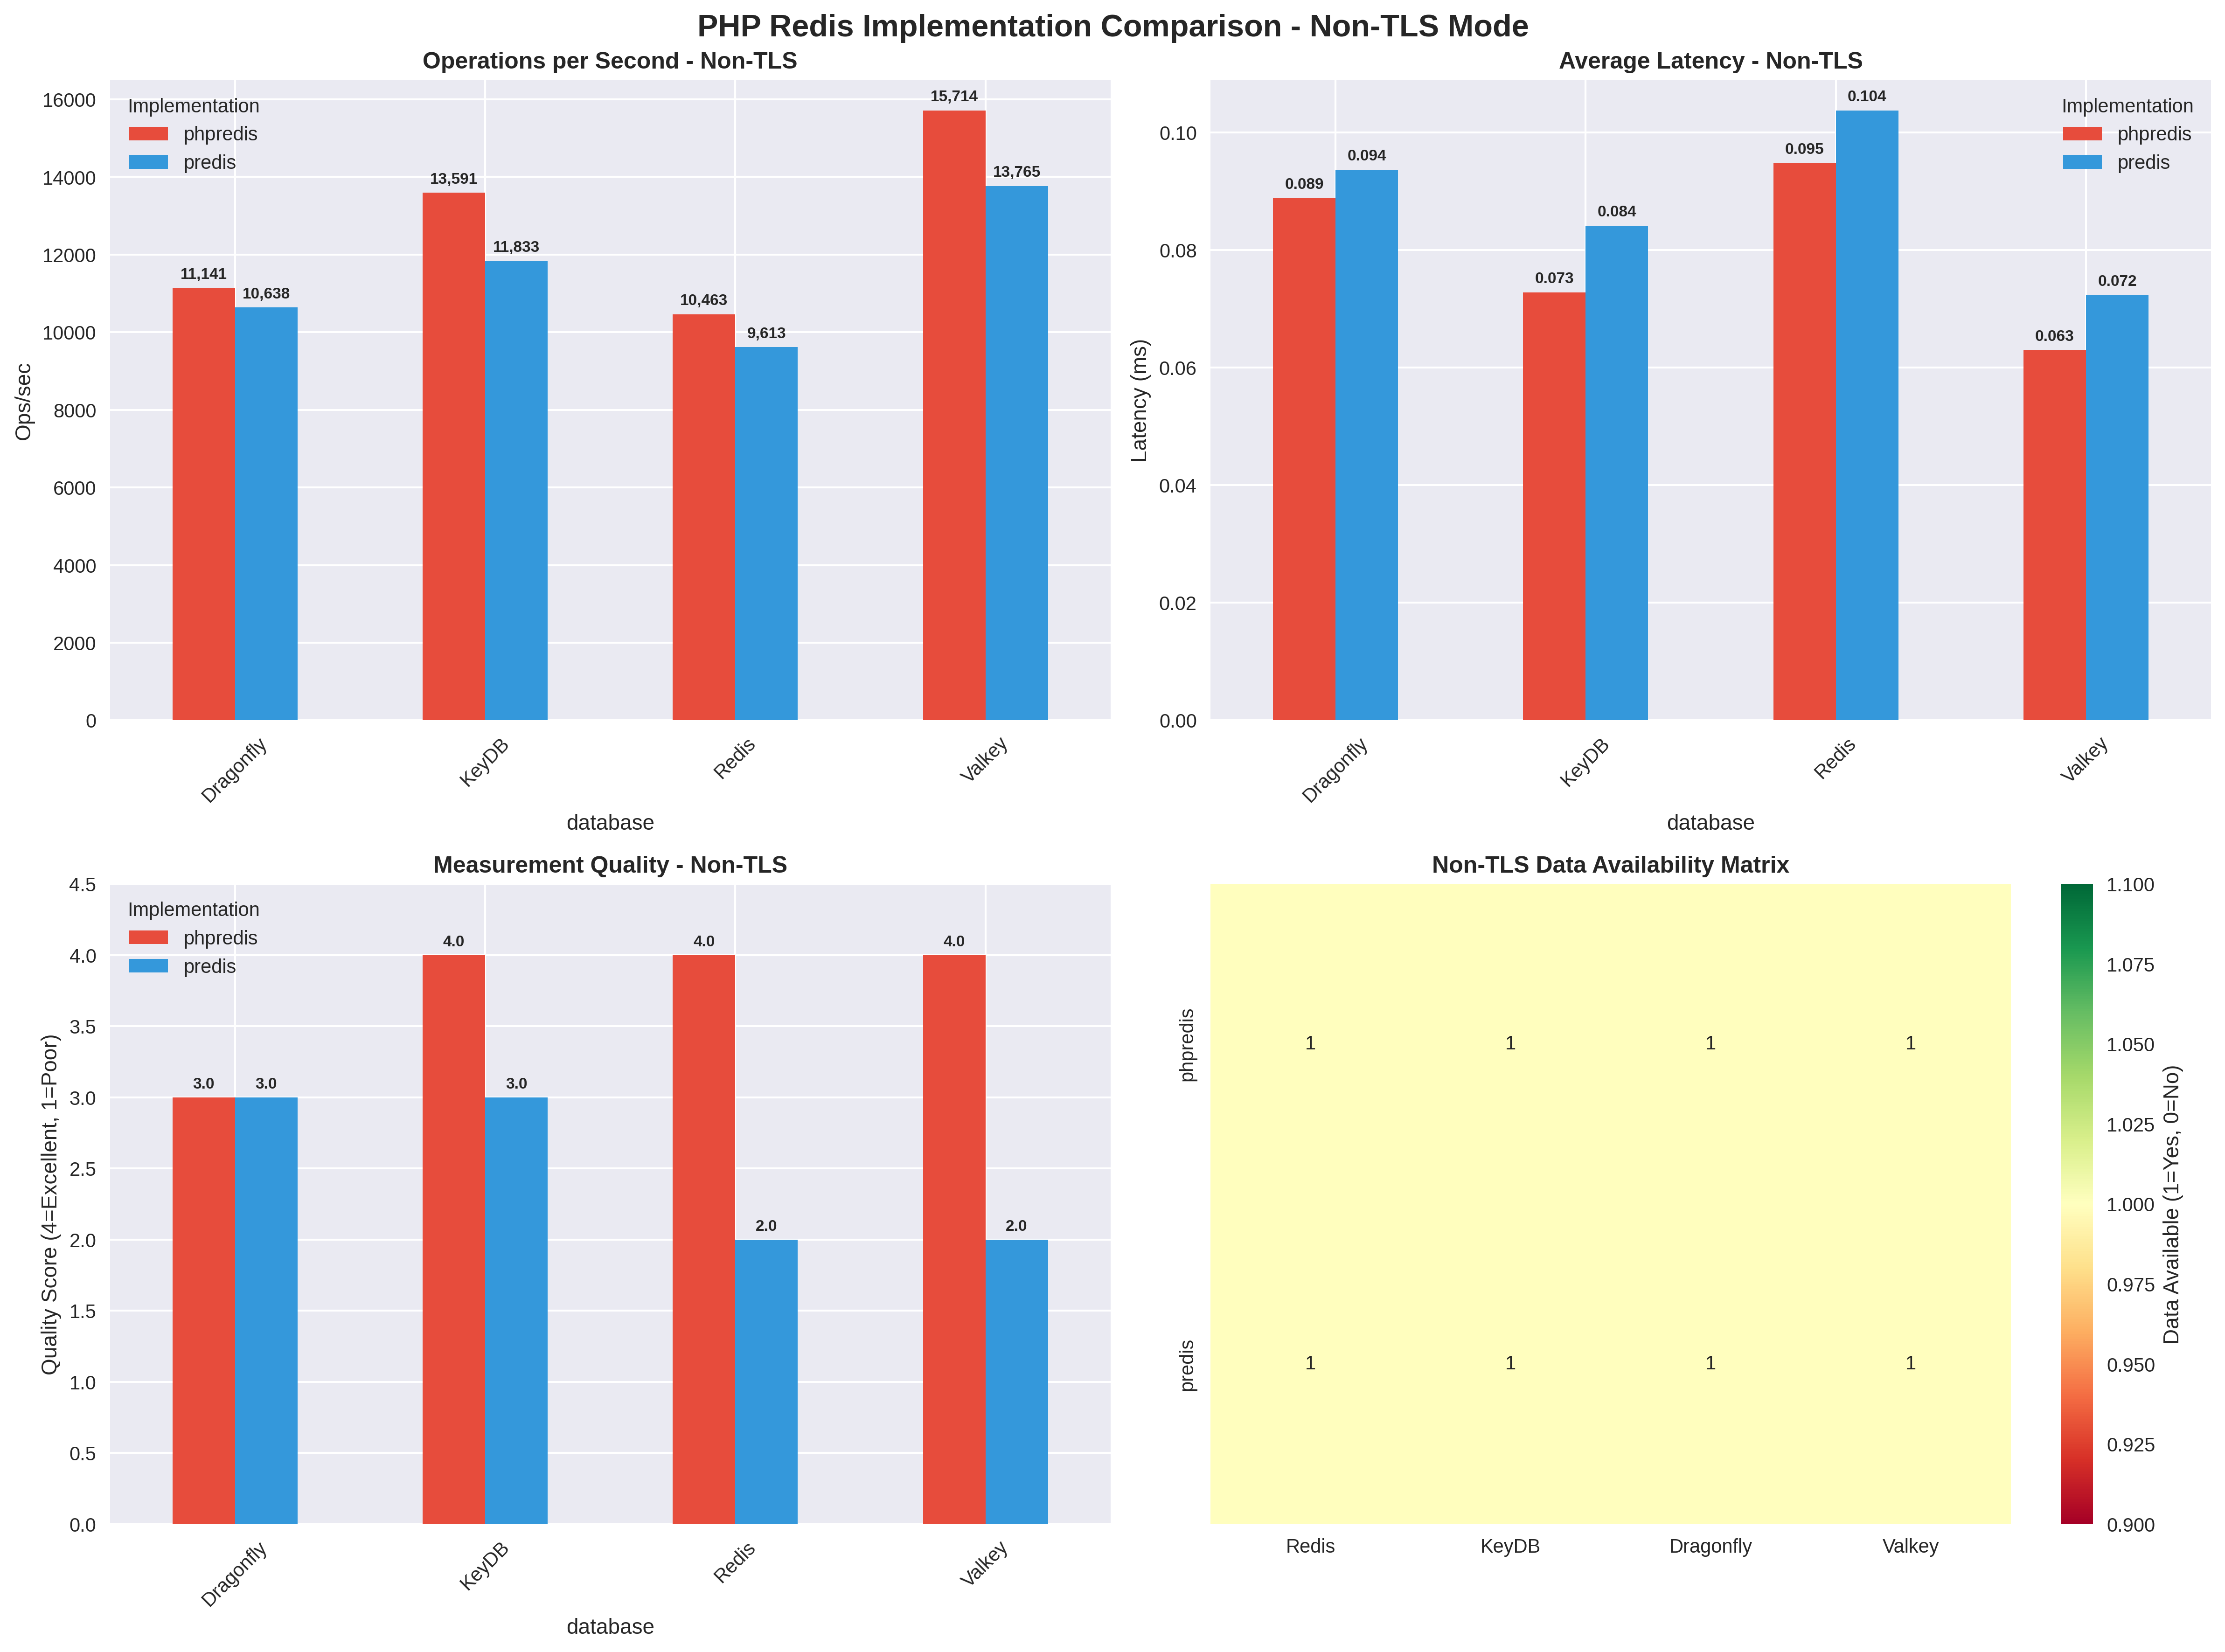 PHP Redis Implementation Comparison - Non-TLS Mode
Operations per Second - Non-TLS
Ops/sec
16000
14000
12000
10000
8000
6000
4000
2000
0
Implementation
phpredis
predis
11,141
10,638
13,591
11,833
10,463
9,613
15,714
13,765
Dragonfly
KeyDB
Redis
Valkey
database
Average Latency - Non-TLS
Latency (ms)
0.10
0.08
0.06
0.04
0.02
0.00
Implementation
phpredis
predis
0.089
0.094
0.073
0.084
0.095
0.104
0.063
0.072
Dragonfly
KeyDB
Redis
Valkey
database
Measurement Quality - Non-TLS
Quality Score (4=Excellent, 1=Poor)
4.5
4.0
3.5
3.0
2.5
2.0
1.5
1.0
0.5
0.0
Implementation
phpredis
predis
3.0
3.0
4.0
3.0
4.0
2.0
4.0
2.0
Dragonfly
KeyDB
Redis
Valkey
database
Non-TLS Data Availability Matrix
phpredis
1 1 1 1
predis
1 1 1 1
Redis
KeyDB
Dragonfly
Valkey
1.100
1.075
1.050
1.025
1.000
0.975
0.950
0.925
0.900
Data Available (1=Yes, 0=No)